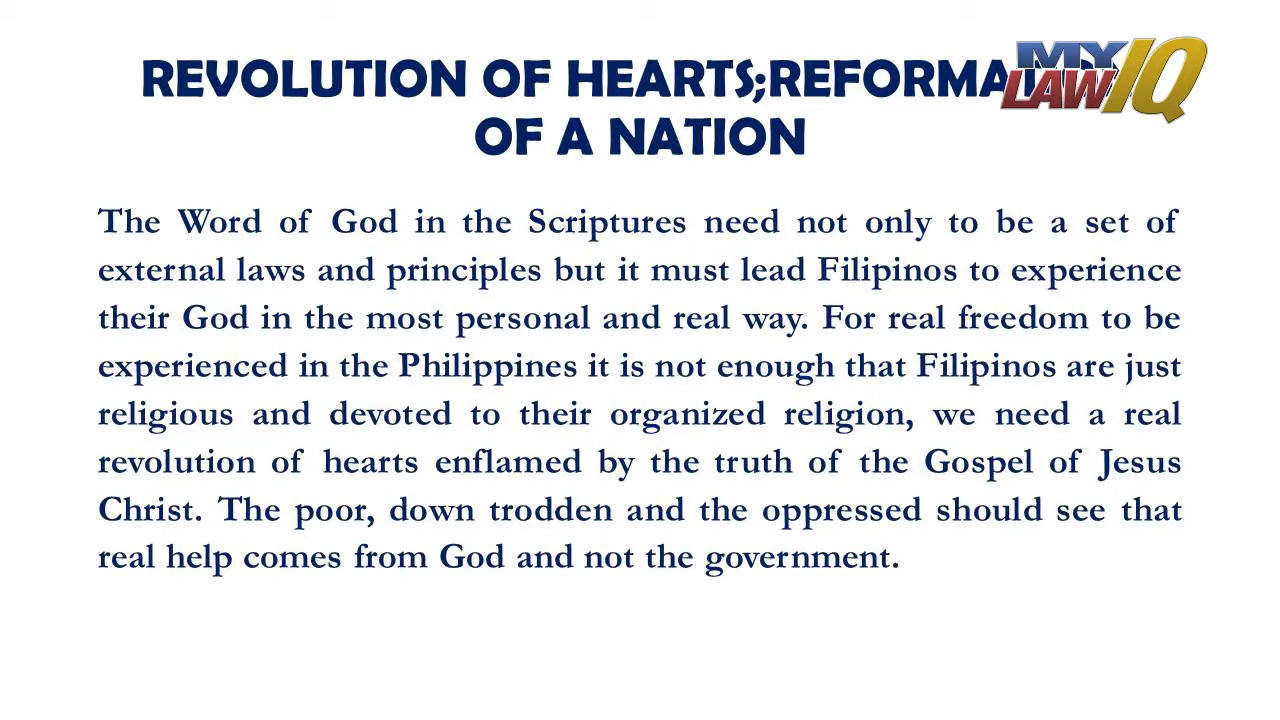 REVOLUTION OF HEARTS;REFORMA
MY
LAW IQ
OF A NATION
The Word of God in the Scriptures need not only to be a set of
external laws and principles but it must lead Filipinos to experience
their God in the most personal and real way. For real freedom to be
experienced in the Philippines it is not enough that Filipinos are just
religious and devoted to their organized religion, we need a real
revolution of hearts enflamed by the truth of the Gospel of Jesus
Christ. The poor, down trodden and the oppressed should see that
real help comes from God and not the government.